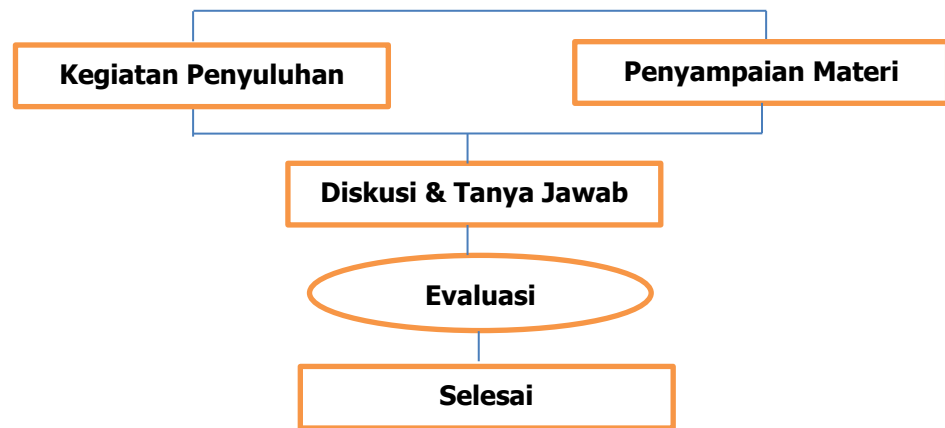 Kegiatan Penyuluhan
Penyampaian Materi
Diskusi & Tanya Jawab
Evaluasi
Selesai